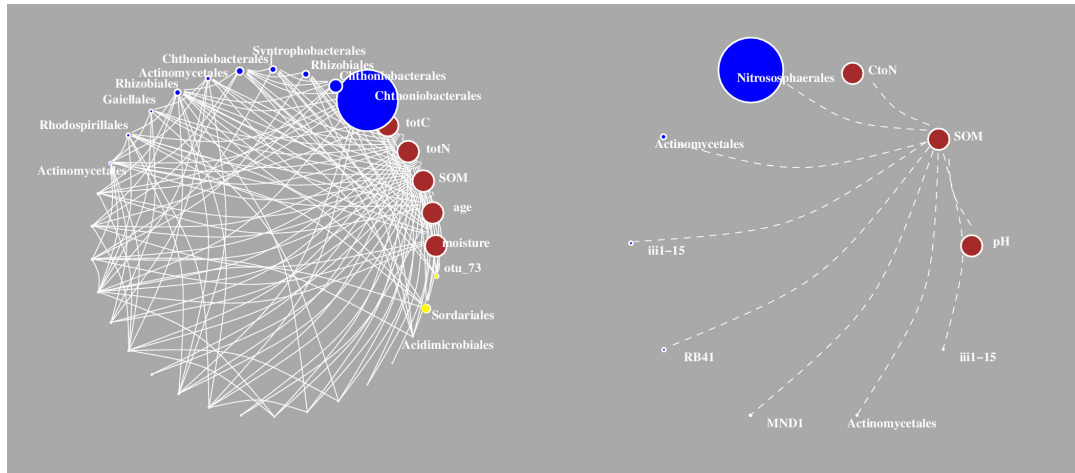 Syntrophobacterales
Chthoniobacterales
Rhizobiales
Actinomycetales
Chthoniobacterales
Rhizobiales
Chthoniobacterales
Gaiellales
totC
Rhodospirillales
totN
Actinomycetales
SOM
age
moisture
otu_73
Sordariales
Acidimicrobiales
CtoN
Nitrososphaerales
SOM
Actinomycetales
pH
iii1-15
RB41
iii1-15
MND1
Actinomycetales